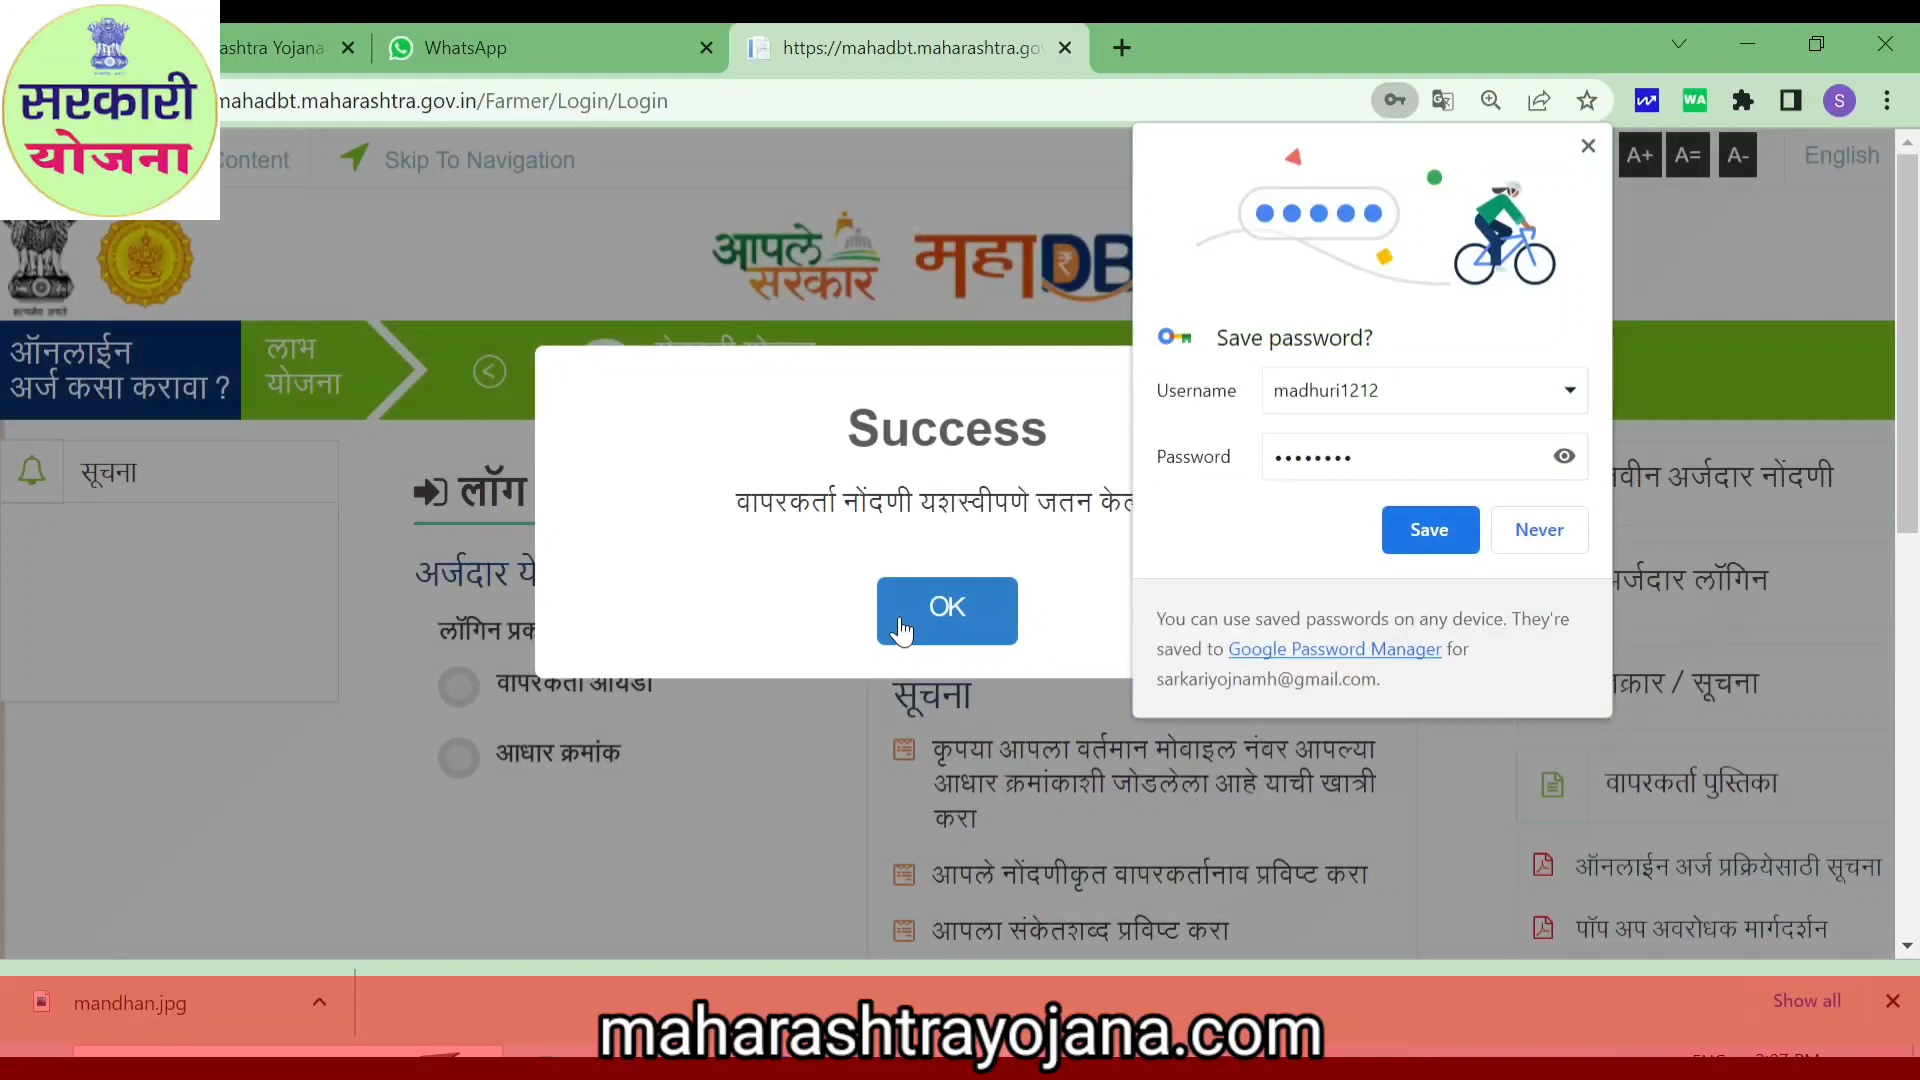 सरकारी
योजना
ashtra Yojana
WhatsApp
https://mahadbt.maharashtra.go
mahadbt.maharashtra.gov.in/Farmer/Login/Login
WA
S
Content
Skip To Navigation
A+ A= A-
English
आपले
सरकार
महाDB
ऑनलाईन
अर्ज कसा करावा ?
लाभ
योजना
सूचना
लॉग
अर्जदार ये
लॉगिन प्रक
वापरकर्ता आयडी
आधार क्रमांक
Success
वापरकर्ता नोंदणी यशस्वीपणे जतन केल
OK
Save password?
Username
madhuri1212
Password
Save
Never
You can use saved passwords on any device. They're
saved to Google Password Manager for
sarkariyojnamh@gmail.com.
सूचना
कृपया आपला वर्तमान मोबाइल नंबर आपल्या
आधार क्रमांकाशी जोडलेला आहे याची खात्री
करा
आपले नोंदणीकृत वापरकर्तानाव प्रविष्ट करा
आपला संकेतशब्द प्रविष्ट करा
वीन अर्जदार नोंदणी
र्जदार लॉगिन
क्रार / सूचना
वापरकर्ता पुस्तिका
ऑनलाईन अर्ज प्रक्रियेसाठी सूचना
पॉप अप अवरोधक मार्गदर्शन
mandhan.jpg
Show all
maharashtrayojana.com